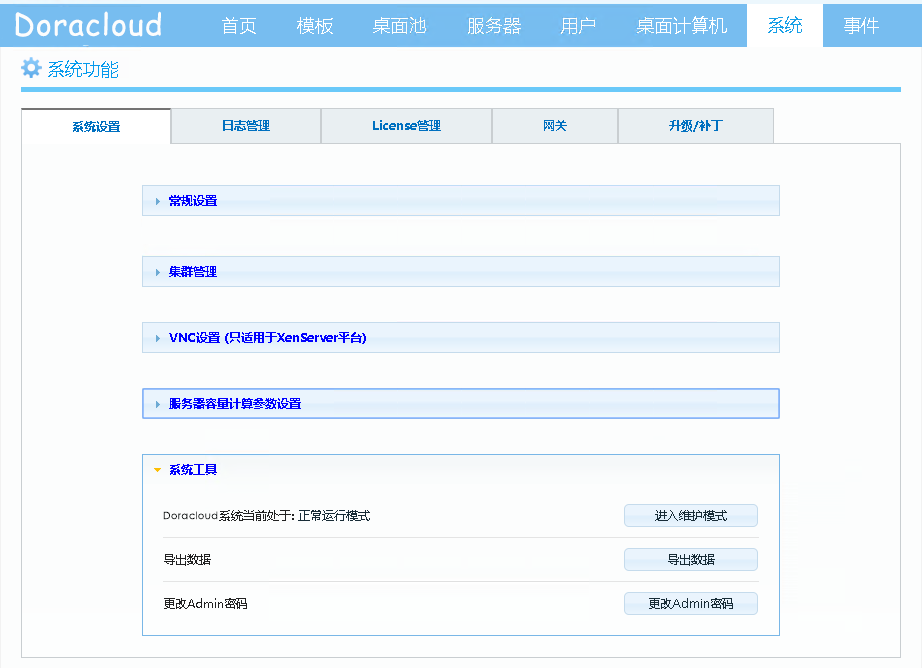 Doracloud 首页 模板 桌面池 服务器 用户 桌面计算机 系统 事件
系统功能
系统设置 日志管理 License管理 网关 升级/补丁
常规设置
集群管理
VNC设置 (只适用于XenServer平台)
服务器容量计算参数设置
系统工具
Doracloud系统当前处于: 正常运行模式 进入维护模式
导出数据 导出数据
更改Admin密码 更改Admin密码